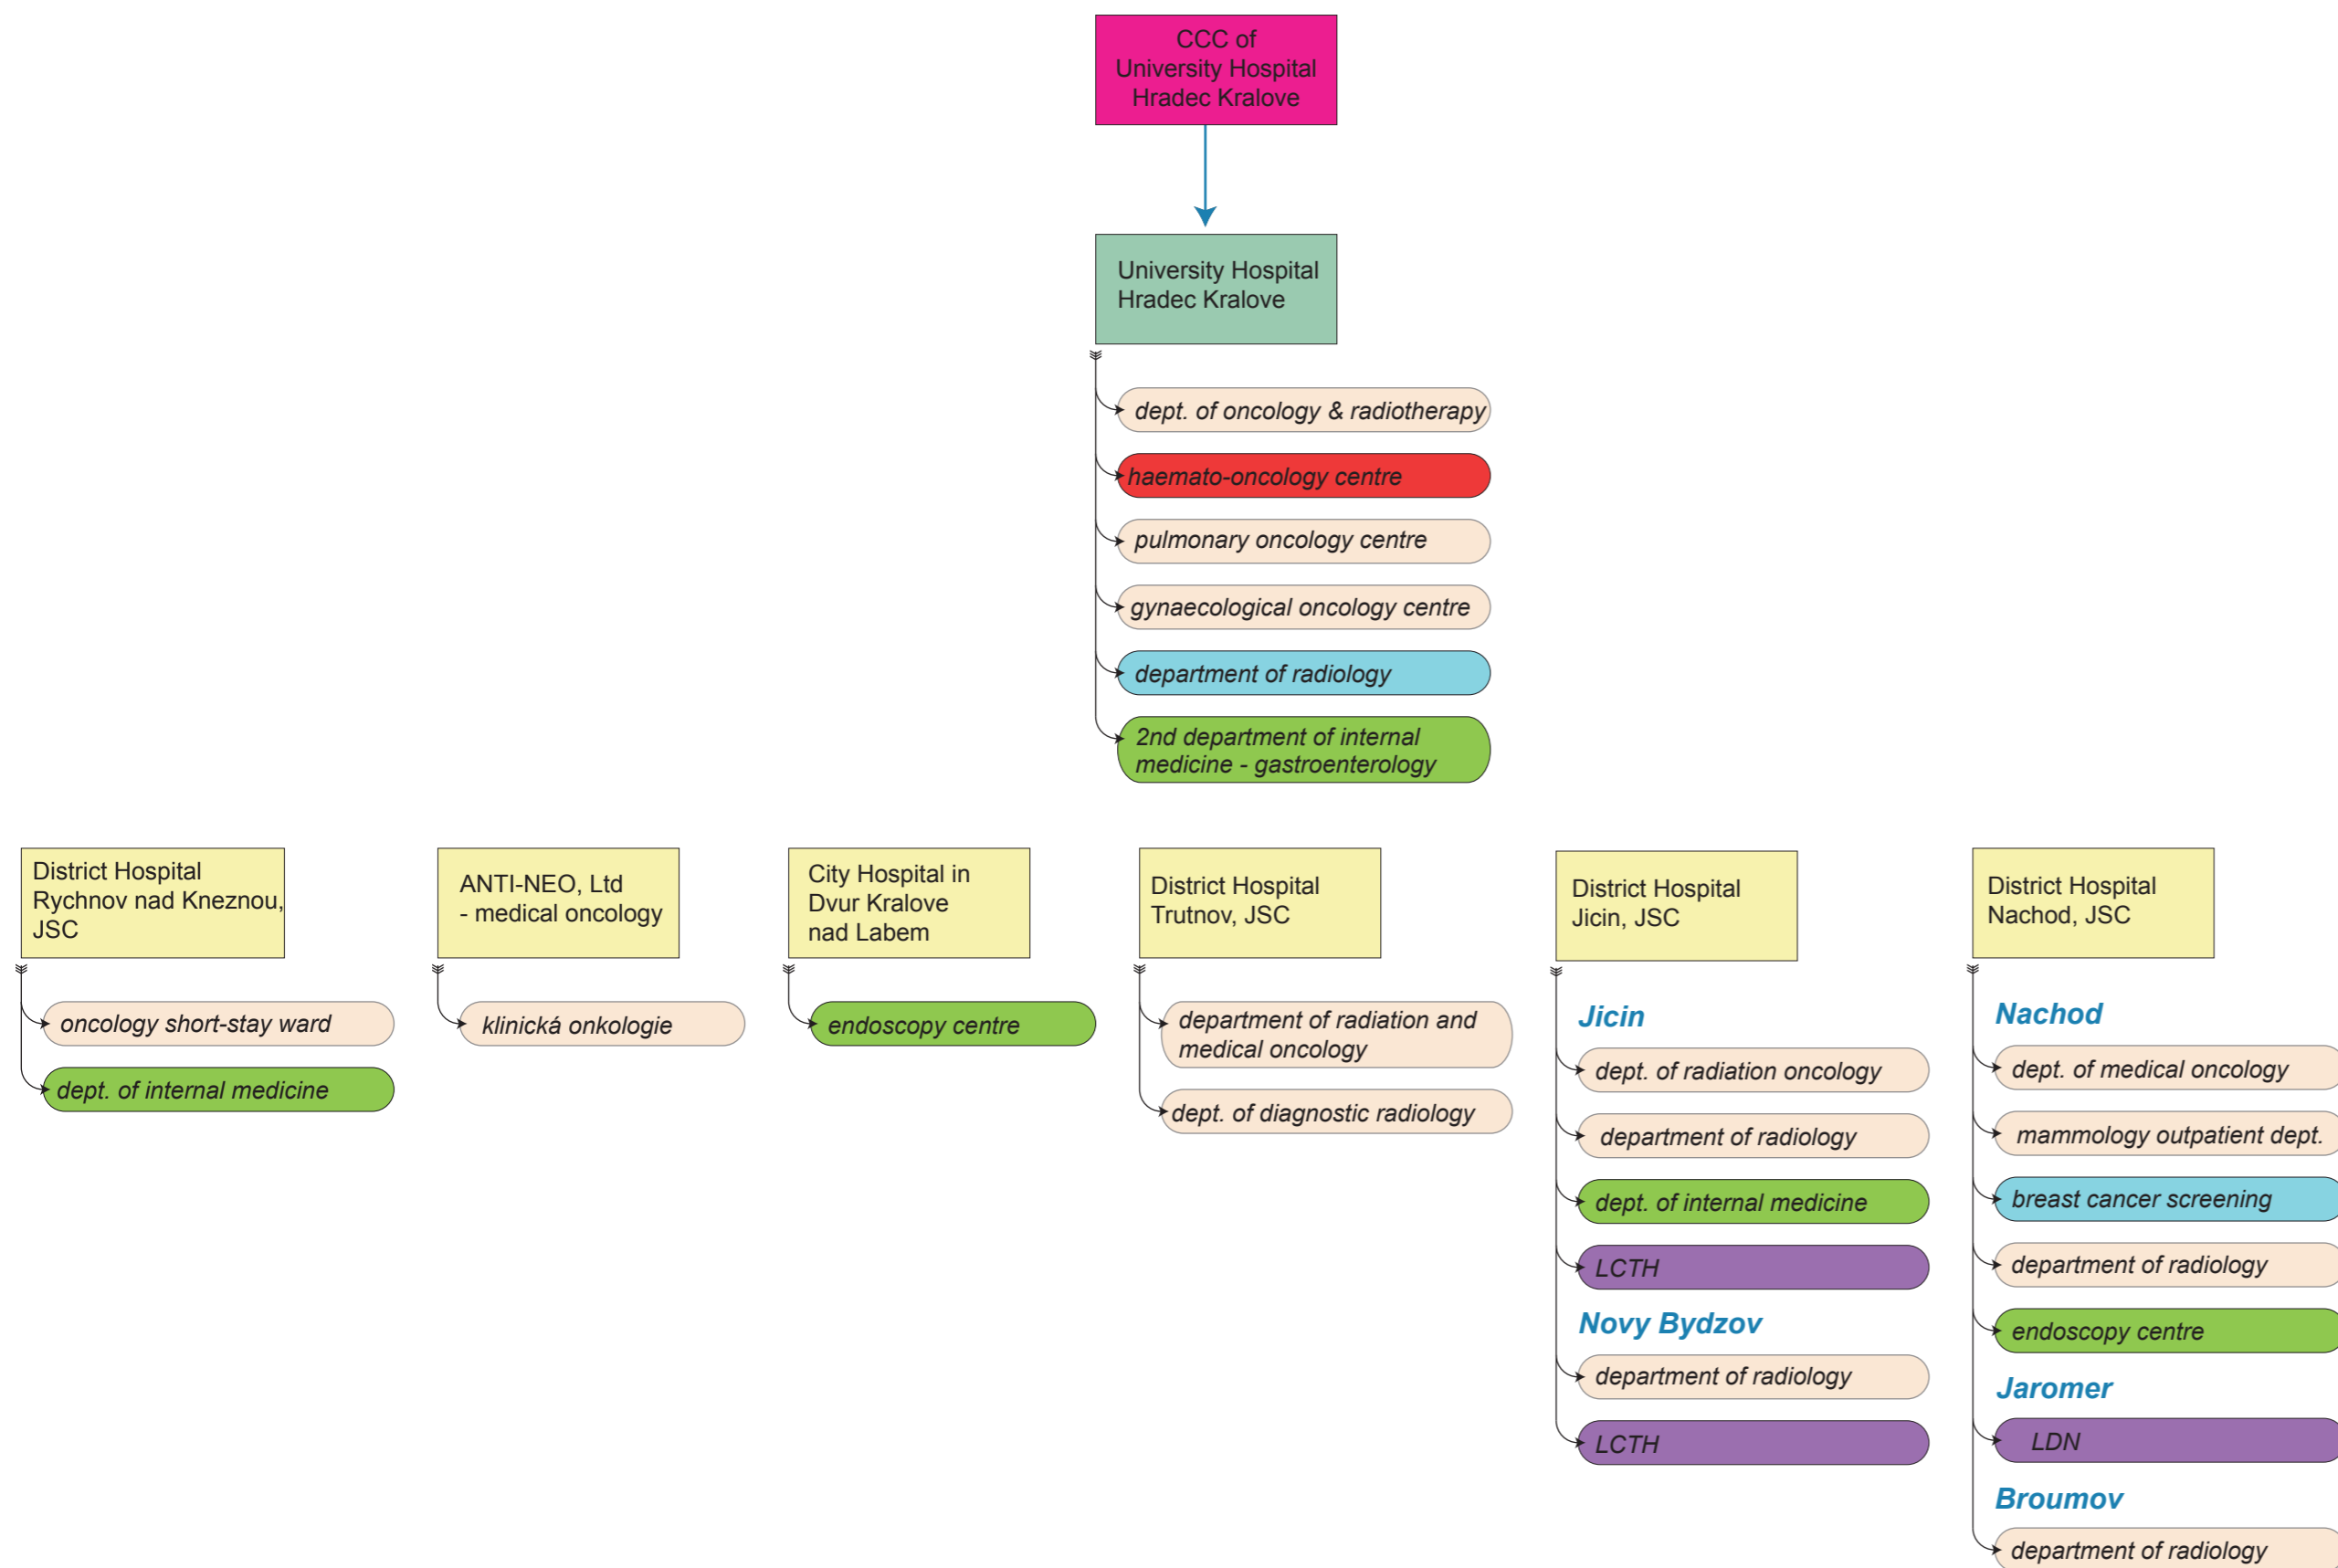 CCC of
University Hospital
Hradec Kralove
University Hospital
Hradec Kralove
dept. of oncology & radiotherapy
haemato-oncology centre
pulmonary oncology centre
gynaecological oncology centre
department of radiology
2nd department of internal
medicine - gastroenterology
District Hospital
Rychnov nad Kneznou,
JSC
oncology short-stay ward
dept. of internal medicine
ANTI-NEO, Ltd
- medical oncology
klinická onkologie
City Hospital in
Dvur Kralove
nad Labem
endoscopy centre
District Hospital
Trutnov, JSC
department of radiation and
medical oncology
dept. of diagnostic radiology
District Hospital
Jicin, JSC
Jicin
dept. of radiation oncology
department of radiology
dept. of internal medicine
LCTH
Novy Bydzov
department of radiology
LCTH
District Hospital
Nachod, JSC
Nachod
dept. of medical oncology
mammology outpatient dept.
breast cancer screening
department of radiology
endoscopy centre
Jaromer
LDN
Broumov
department of radiology